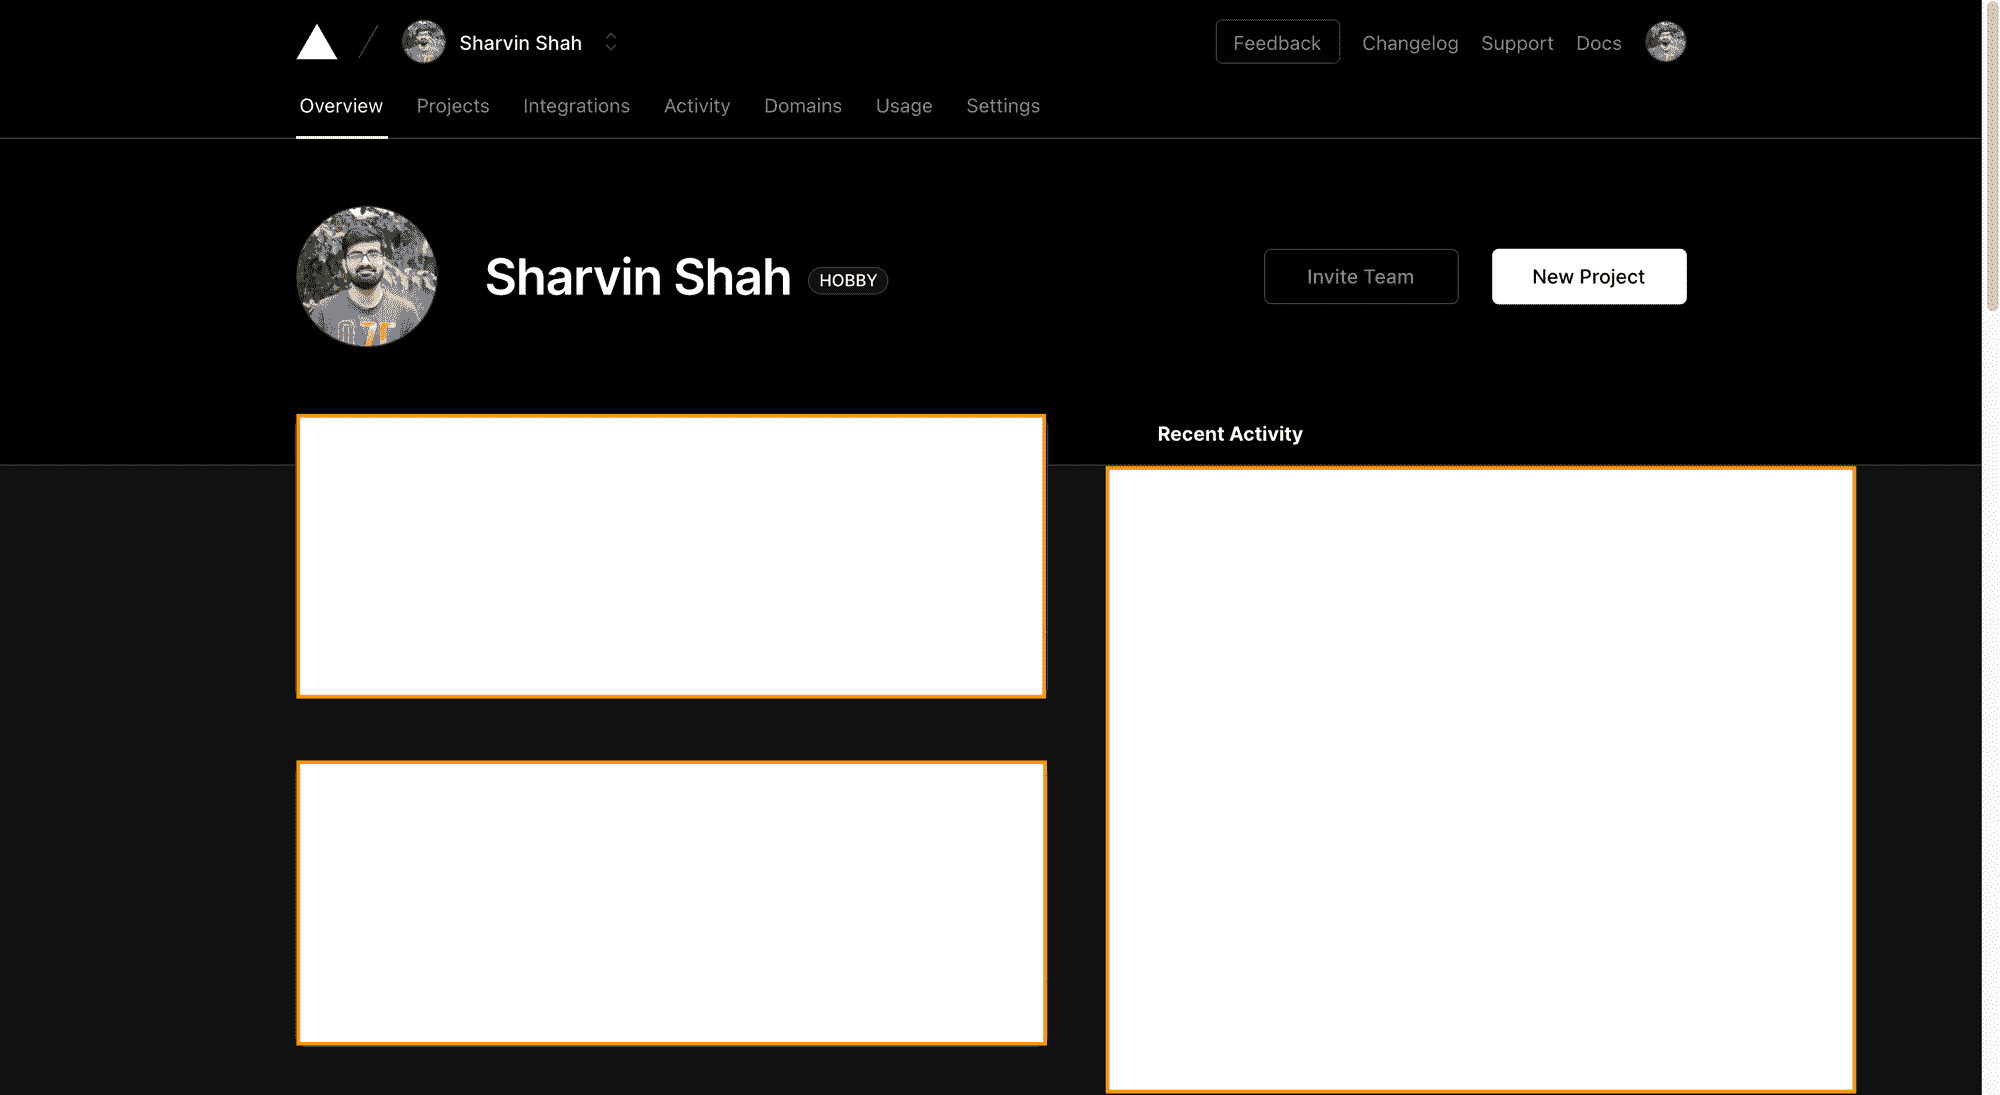 Sharvin Shah
Feedback Changelog Support Docs
Overview Projects Integrations Activity Domains Usage Settings
Sharvin Shah HOBBY
Invite Team New Project
Recent Activity